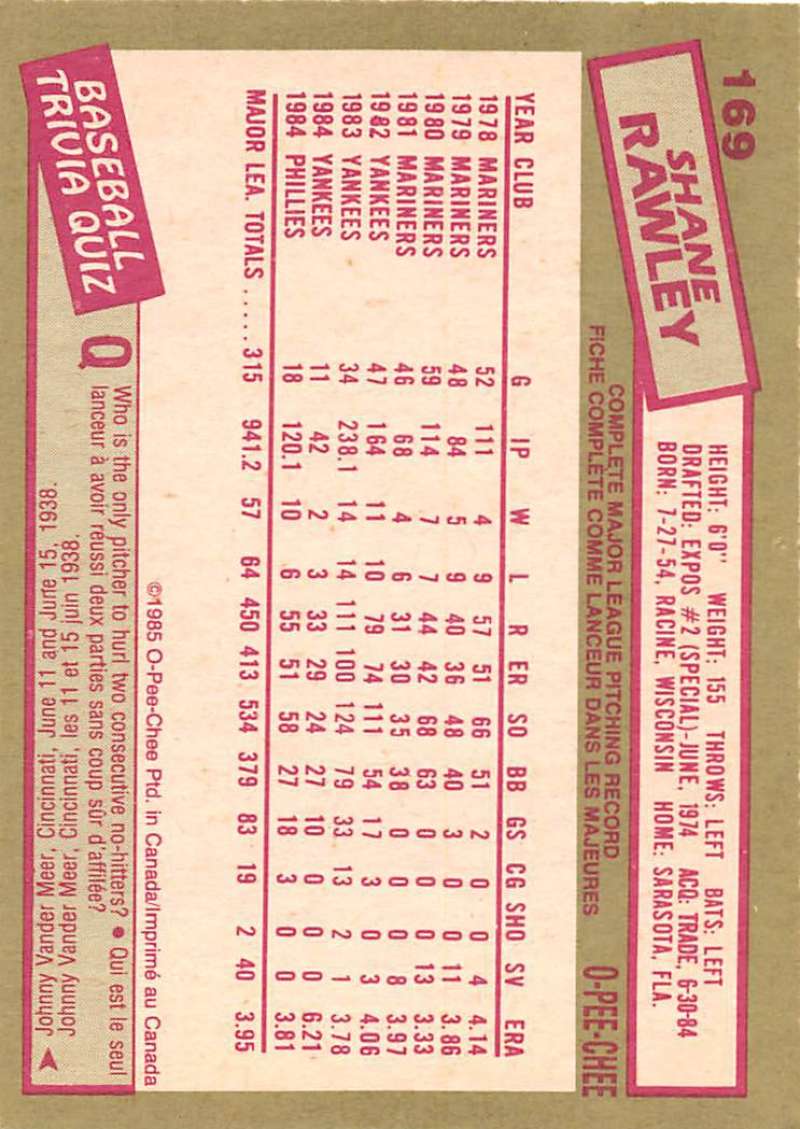 169
SHANE
RAWLEY
HEIGHT: 6'0" WEIGHT: 155 THROWS: LEFT BATS: LEFT
DRAFTED: EXPOS #2 (SPECIAL)-JUNE, 1974 ACQ: TRADE, 6-30-84
BORN: 7-27-54, RACINE, WISCONSIN HOME: SARASOTA, FLA.
COMPLETE MAJOR LEAGUE PITCHING RECORD
FICHE COMPLÈTE COMME LANCEUR DANS LES MAJEURES
O-PEE-CHEE
YEAR CLUB G IP W L R ER SO BB GS CG SHO SV ERA
1978 MARINERS 52 111 4 9 57 51 66 51 2 0 0 4 4.14
1979 MARINERS 48 84 5 9 40 36 48 40 3 0 0 11 3.86
1980 MARINERS 59 114 7 7 44 42 68 63 0 0 0 13 3.33
1981 MARINERS 46 68 4 6 31 30 35 38 0 0 0 8 3.97
1982 YANKEES 47 164 11 10 79 74 111 54 17 3 0 3 4.06
1983 YANKEES 34 238.1 14 14 111 100 124 79 33 13 2 1 3.78
1984 YANKEES 11 42 2 3 33 29 24 27 10 0 0 0 6.21
1984 PHILLIES 18 120.1 10 6 55 51 58 27 18 3 0 0 3.81
MAJOR LEA. TOTALS ..... 315 941.2 57 64 450 413 534 379 83 19 2 40 3.95
©1985 O-Pee-Chee Ptd. in Canada/Imprimé au Canada
BASEBALL
TRIVIA QUIZ
Q Who is the only pitcher to hurl two consecutive no-hitters? • Qui est le seul
lanceur à avoir réussi deux parties sans coup sûr d'affilée?
Johnny Vander Meer, Cincinnati, les 11 et 15 juin 1938.
Johnny Vander Meer, Cincinnati, June 11 and June 15, 1938.